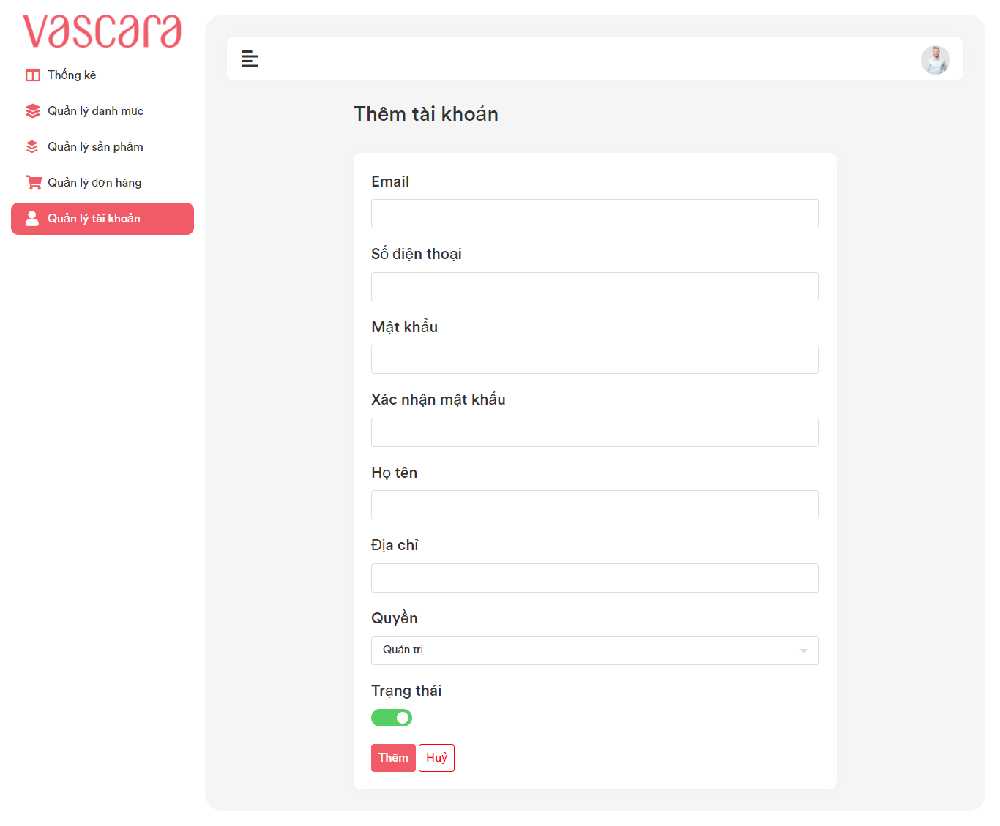 vascara
Thống kê
Quản lý danh mục
Quản lý sản phẩm
Quản lý đơn hàng
Quản lý tài khoản
Thêm tài khoản
Email
Số điện thoại
Mật khẩu
Xác nhận mật khẩu
Họ tên
Địa chỉ
Quyền
Quản trị
Trạng thái
Thêm Huỷ